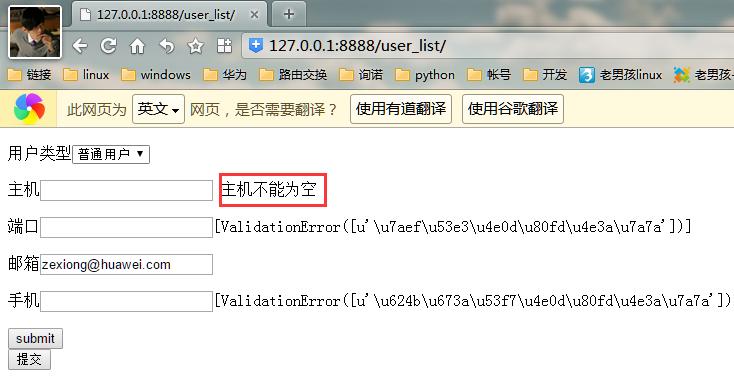 127.0.0.1:8888/user_list/
127.0.0.1:8888/user_list/
链接 linux windows 华为 路由交换 询诺 python 帐号 开发 老男孩linux 老男孩-
此网页为 英文 网页，是否需要翻译？ 使用有道翻译 使用谷歌翻译
用户类型 普通用户
主机 主机不能为空
端口 [ValidationError([u'\u7aef\u53e3\u4e0d\u80fd\u4e3a\u7a7a'])]
邮箱 zexiong@huawei.com
手机 [ValidationError([u'\u624b\u673a\u53f7\u4e0d\u80fd\u4e3a\u7a7a'])
submit
提交